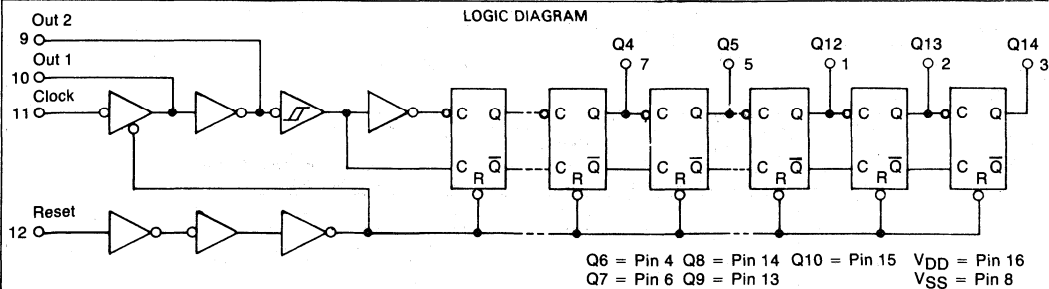 LOGIC DIAGRAM
Out 2
9
Out 1
10
Clock
11
Reset
12
Q4
7
Q5
5
Q12
1
Q13
2
Q14
3
C Q C Q C Q C Q C Q C Q
C R Q̅ C R Q̅ C R Q̅ C R Q̅ C R Q̅ C R Q̅
Q6 = Pin 4 Q8 = Pin 14 Q10 = Pin 15 VDD = Pin 16
Q7 = Pin 6 Q9 = Pin 13 VSS = Pin 8